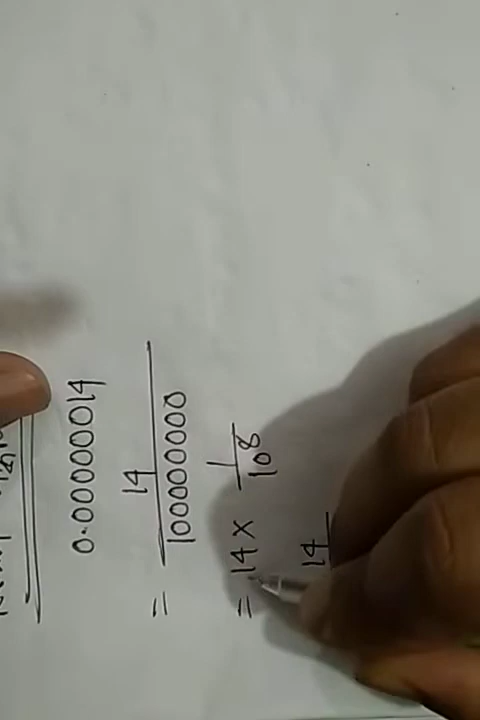 0.00000014
= 14/100000000
= 14 × 1/10⁸
14